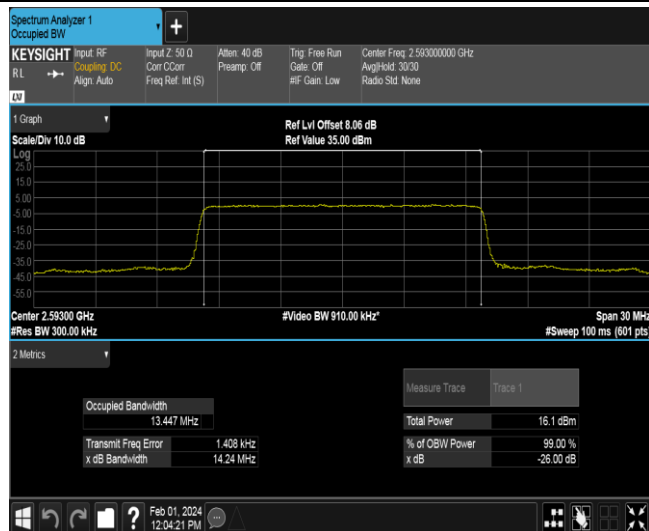 Spectrum Analyzer 1
Occupied BW
+
KEYSIGHT
RL
Input: RF
Coupling: DC
Align: Auto
Input Z: 50 Ω
Corr CCorr
Freq Ref: Int (S)
Atten: 40 dB
Preamp: Off
Trig: Free Run
Gate: Off
#IF Gain: Low
Center Freq: 2.593000000 GHz
Avg|Hold: 30/30
Radio Std: None
LXI
1 Graph
Scale/Div 10.0 dB
Ref Lvl Offset 8.06 dB
Ref Value 35.00 dBm
Log
25.0
15.0
5.00
-5.00
-15.0
-25.0
-35.0
-45.0
-55.0
Center 2.59300 GHz
#Video BW 910.00 kHz*
Span 30 MHz
#Res BW 300.00 kHz
#Sweep 100 ms (601 pts)
2 Metrics
Measure Trace Trace 1
Occupied Bandwidth
13.447 MHz
Total Power 16.1 dBm
Transmit Freq Error 1.408 kHz
% of OBW Power 99.00 %
x dB Bandwidth 14.24 MHz
x dB -26.00 dB
?
Feb 01, 2024
12:04:21 PM